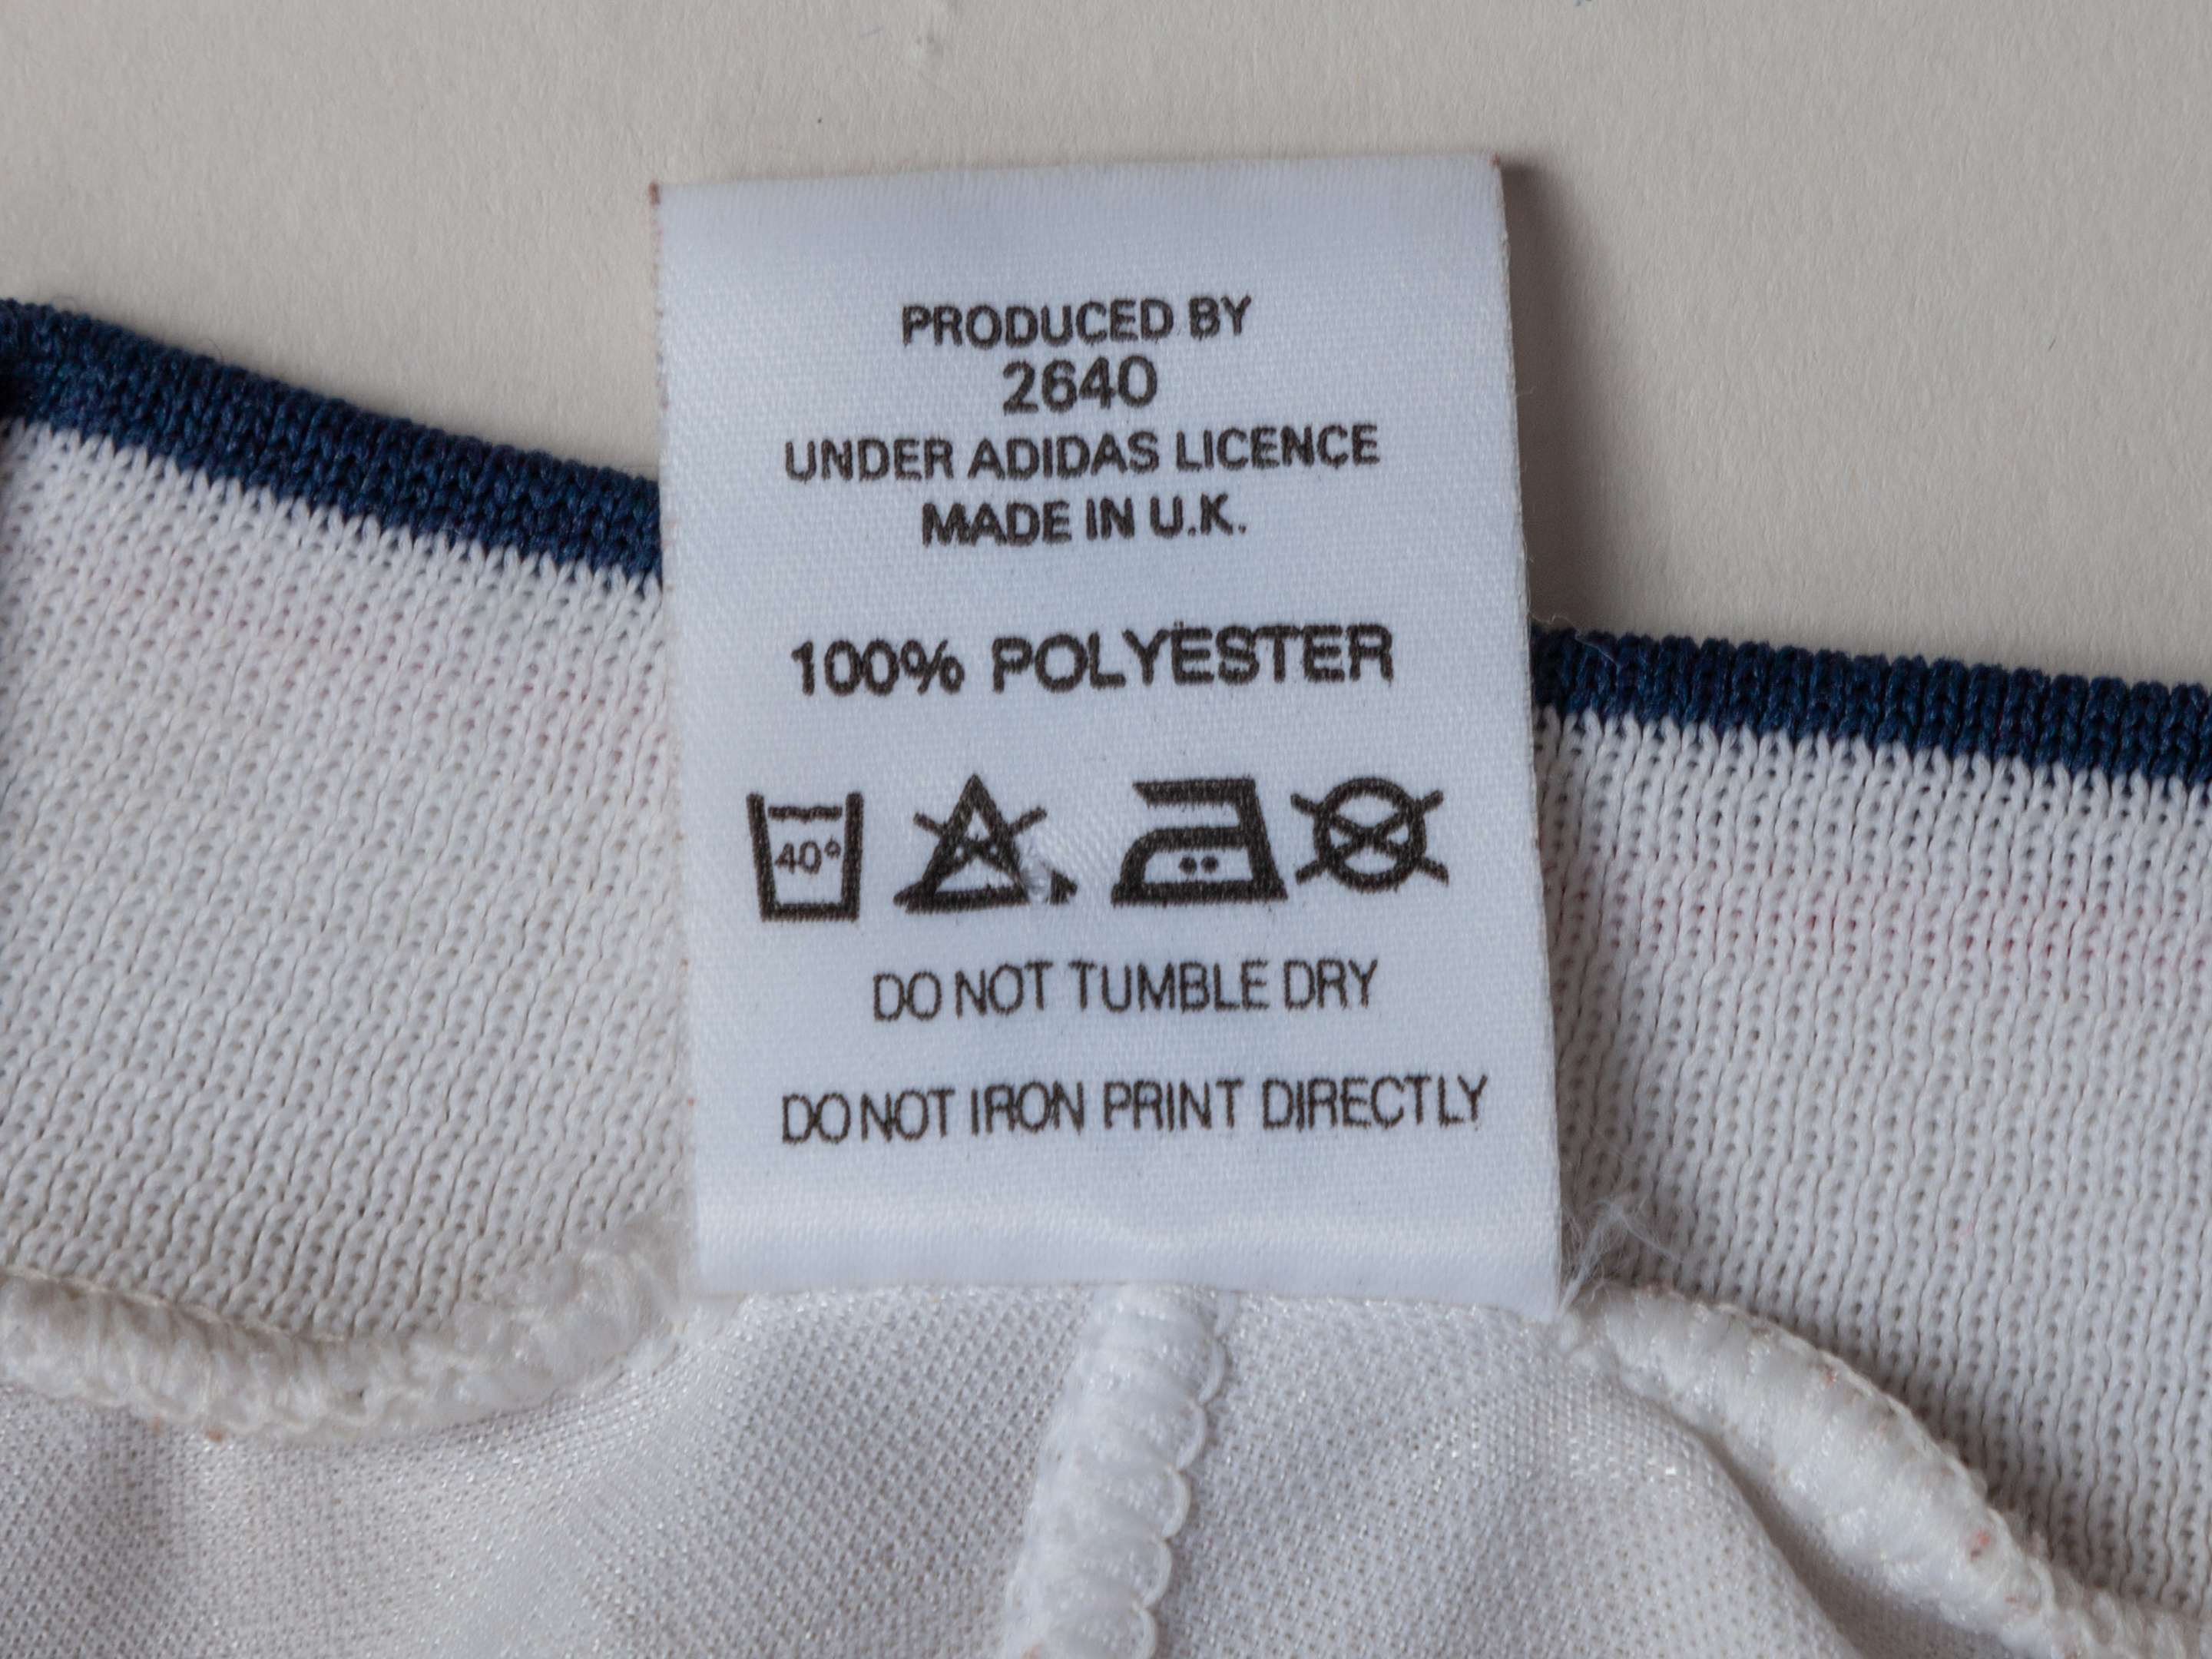 PRODUCED BY
2640
UNDER ADIDAS LICENCE
MADE IN U.K.
100% POLYESTER
40°
DO NOT TUMBLE DRY
DO NOT IRON PRINT DIRECTLY